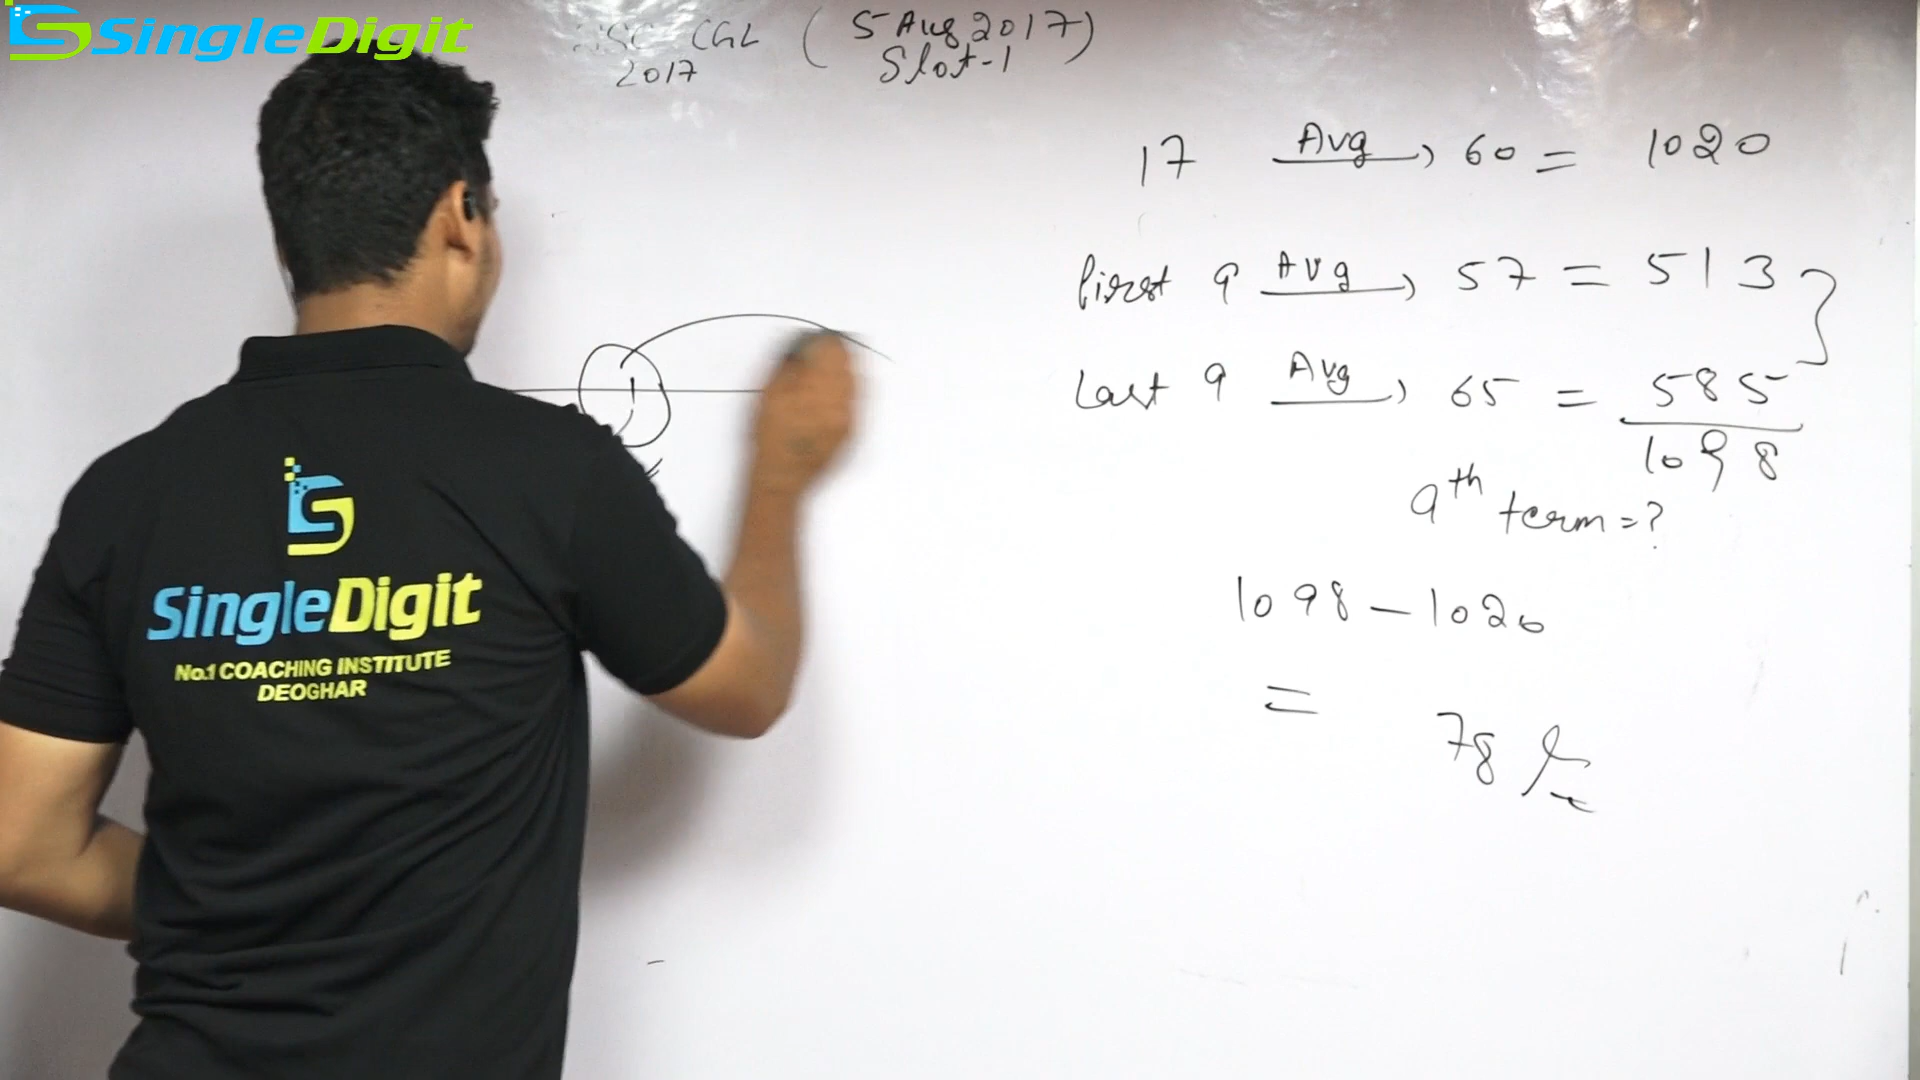 SingleDigit
SSC CGL (5 Aug 2017)
2017 Slot-1
17 Avg 60 = 1020
first 9 Avg 57 = 513
Last 9 Avg 65 = 585
1098
9th term = ?
1098 - 1020
= 78
SingleDigit
No.1 COACHING INSTITUTE
DEOGHAR